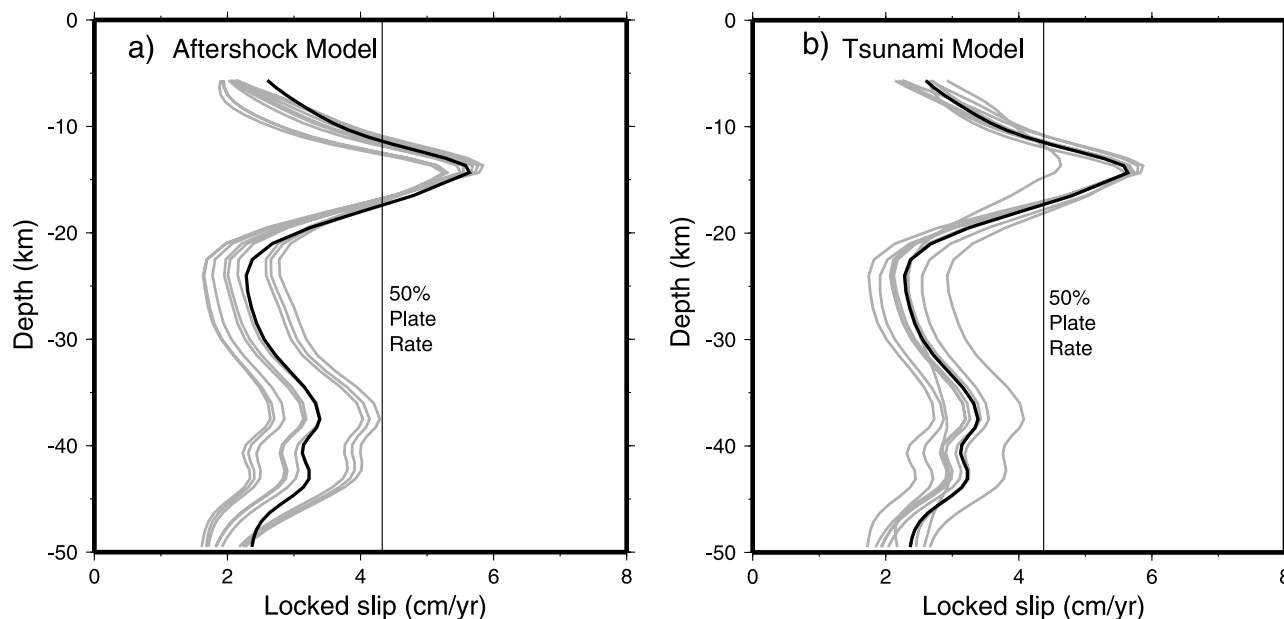 a) Aftershock Model
0
-10
-20
-30
-40
-50
Depth (km)
50%
Plate
Rate
0 2 4 6 8
Locked slip (cm/yr)
b) Tsunami Model
0
-10
-20
-30
-40
-50
Depth (km)
50%
Plate
Rate
0 2 4 6 8
Locked slip (cm/yr)